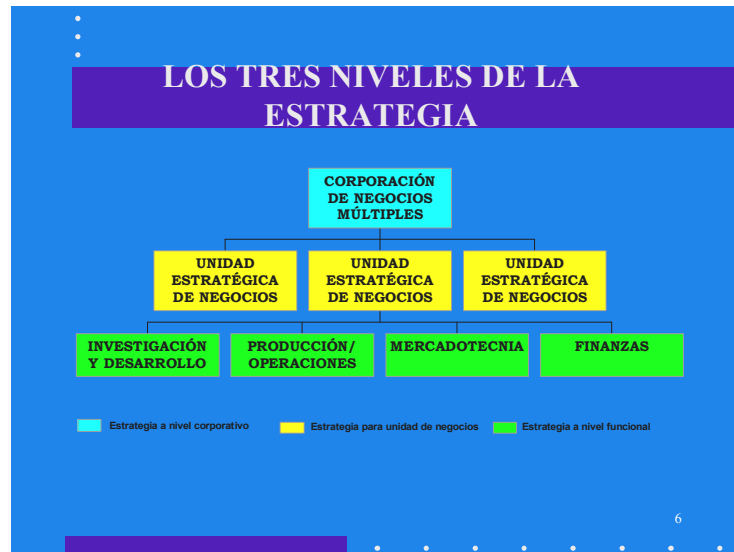 LOS TRES NIVELES DE LA
ESTRATEGIA
CORPORACIÓN
DE NEGOCIOS
MÚLTIPLES
UNIDAD
ESTRATÉGICA
DE NEGOCIOS
UNIDAD
ESTRATÉGICA
DE NEGOCIOS
UNIDAD
ESTRATÉGICA
DE NEGOCIOS
INVESTIGACIÓN
Y DESARROLLO
PRODUCCIÓN/
OPERACIONES
MERCADOTECNIA
FINANZAS
Estrategia a nivel corporativo
Estrategia para unidad de negocios
Estrategia a nivel funcional
6